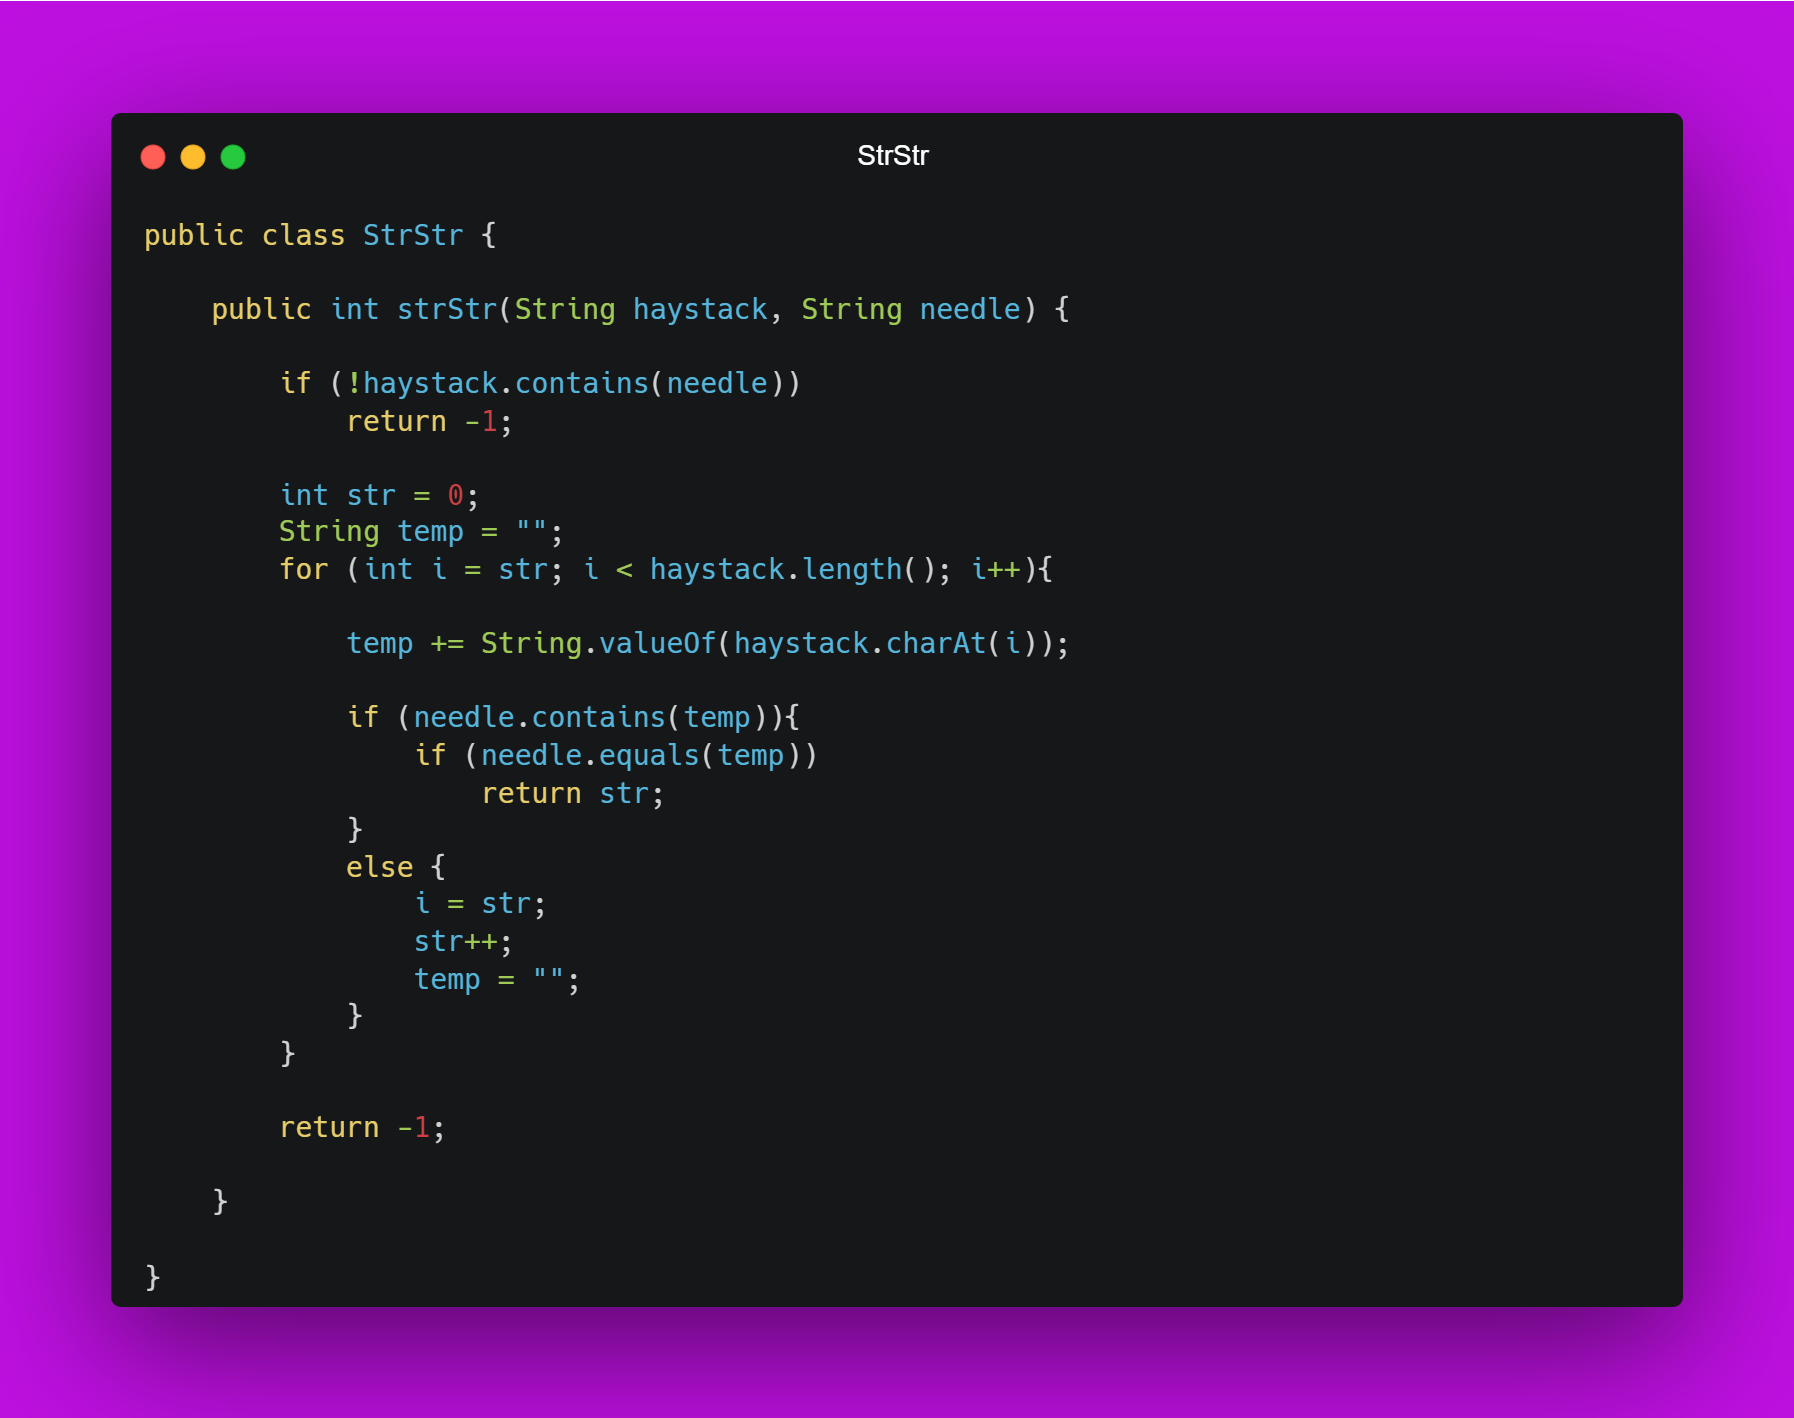 StrStr
public class StrStr {
public int strStr(String haystack, String needle) {
if (!haystack.contains(needle))
return -1;
int str = 0;
String temp = "";
for (int i = str; i < haystack.length(); i++){
temp += String.valueOf(haystack.charAt(i));
if (needle.contains(temp)){
if (needle.equals(temp))
return str;
}
else {
i = str;
str++;
temp = "";
}
}
return -1;
}
}